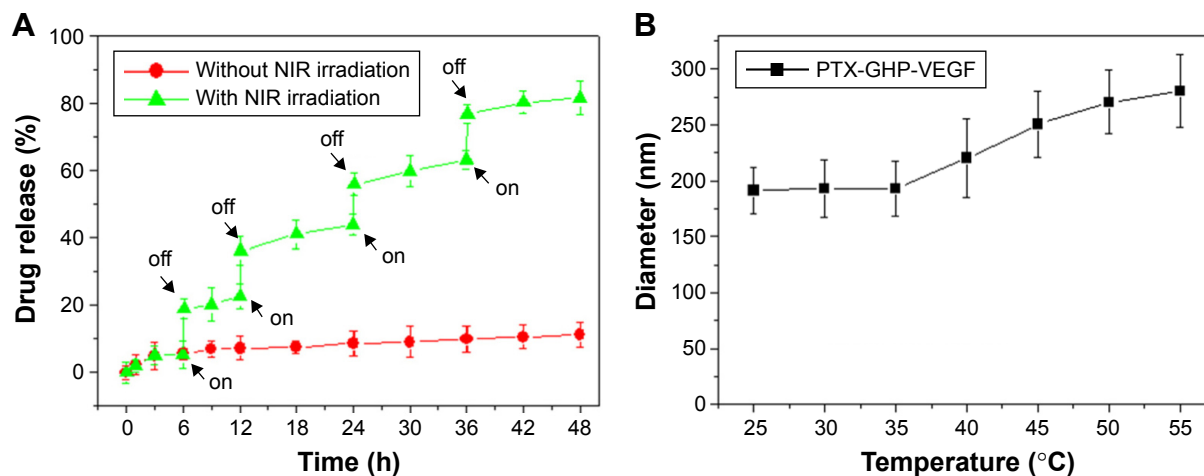 A
Drug release (%)
100
80
60
40
20
0
Without NIR irradiation
With NIR irradiation
off
on
off
on
off
on
off
on
0 6 12 18 24 30 36 42 48
Time (h)
B
Diameter (nm)
300
250
200
150
100
50
0
PTX-GHP-VEGF
25 30 35 40 45 50 55
Temperature (°C)